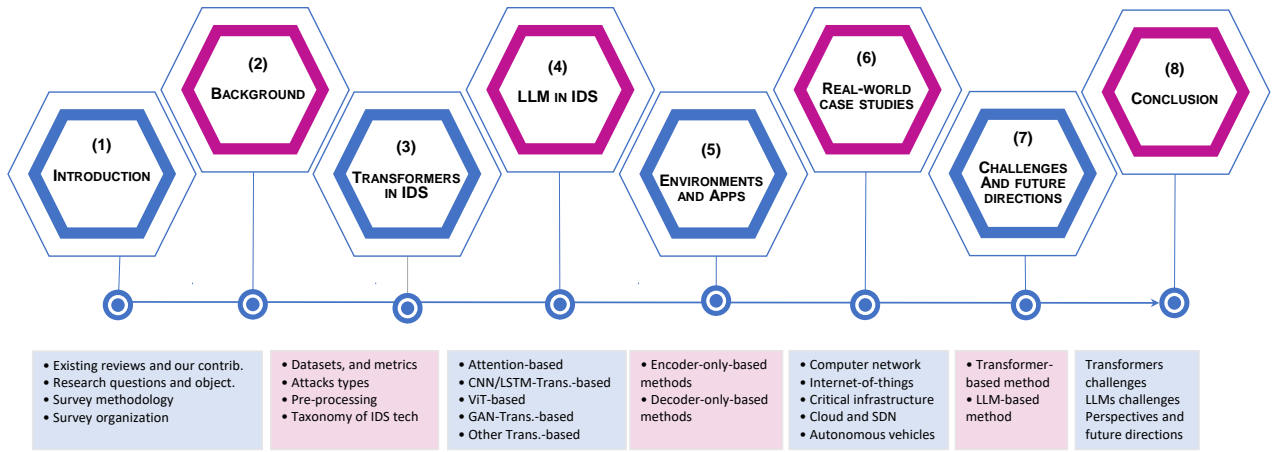 (1)
INTRODUCTION
(2)
BACKGROUND
(3)
TRANSFORMERS
IN IDS
(4)
LLM IN IDS
(5)
ENVIRONMENTS
AND APPS
(6)
REAL-WORLD
CASE STUDIES
(7)
CHALLENGES
AND FUTURE
DIRECTIONS
(8)
CONCLUSION
• Existing reviews and our contrib.
• Research questions and object.
• Survey methodology
• Survey organization
• Datasets, and metrics
• Attacks types
• Pre-processing
• Taxonomy of IDS tech
• Attention-based
• CNN/LSTM-Trans.-based
• ViT-based
• GAN-Trans.-based
• Other Trans.-based
• Encoder-only-based
methods
• Decoder-only-based
methods
• Computer network
• Internet-of-things
• Critical infrastructure
• Cloud and SDN
• Autonomous vehicles
• Transformer-
based method
• LLM-based
method
Transformers
challenges
LLMs challenges
Perspectives and
future directions